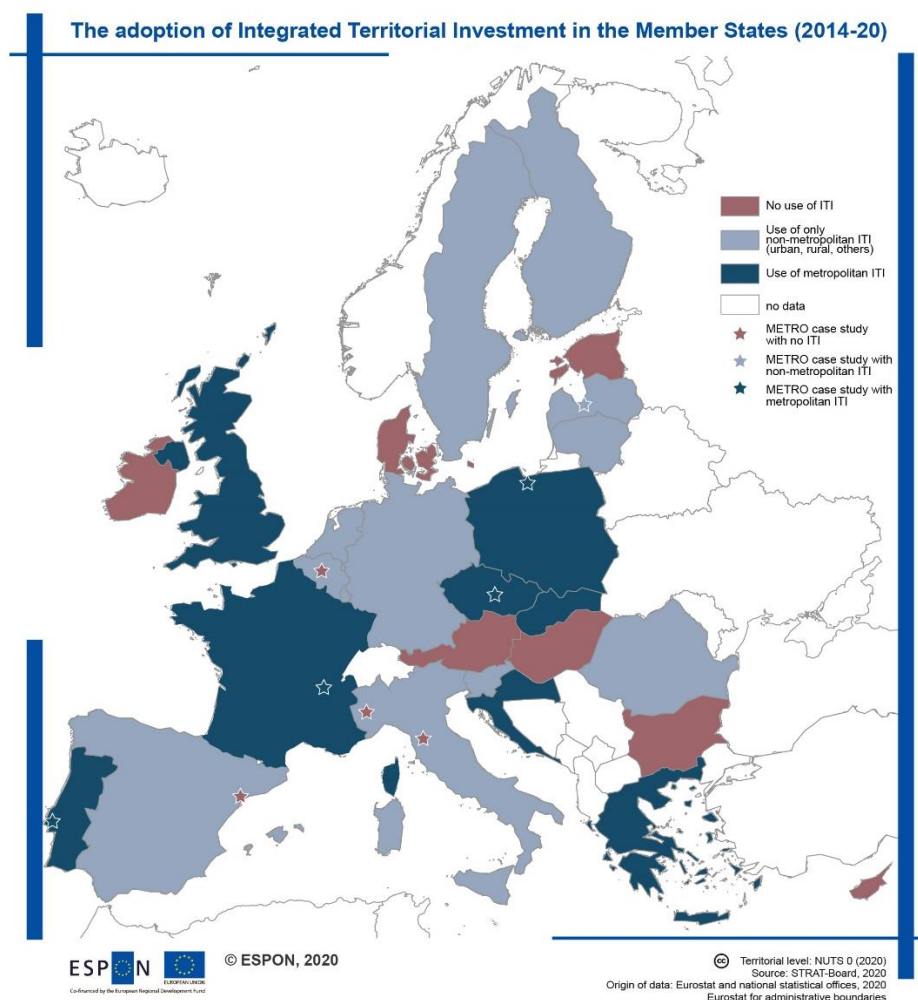 The adoption of Integrated Territorial Investment in the Member States (2014-20)
No use of ITI
Use of only
non-metropolitan ITI
(urban, rural, others)
Use of metropolitan ITI
no data
METRO case study
with no ITI
METRO case study with
non-metropolitan ITI
METRO case study with
metropolitan ITI
ESPON
EUROPEAN UNION
Co-financed by the European Regional Development Fund
© ESPON, 2020
cc Territorial level: NUTS 0 (2020)
Source: STRAT-Board, 2020
Origin of data: Eurostat and national statistical offices, 2020
Eurostat for administrative boundaries